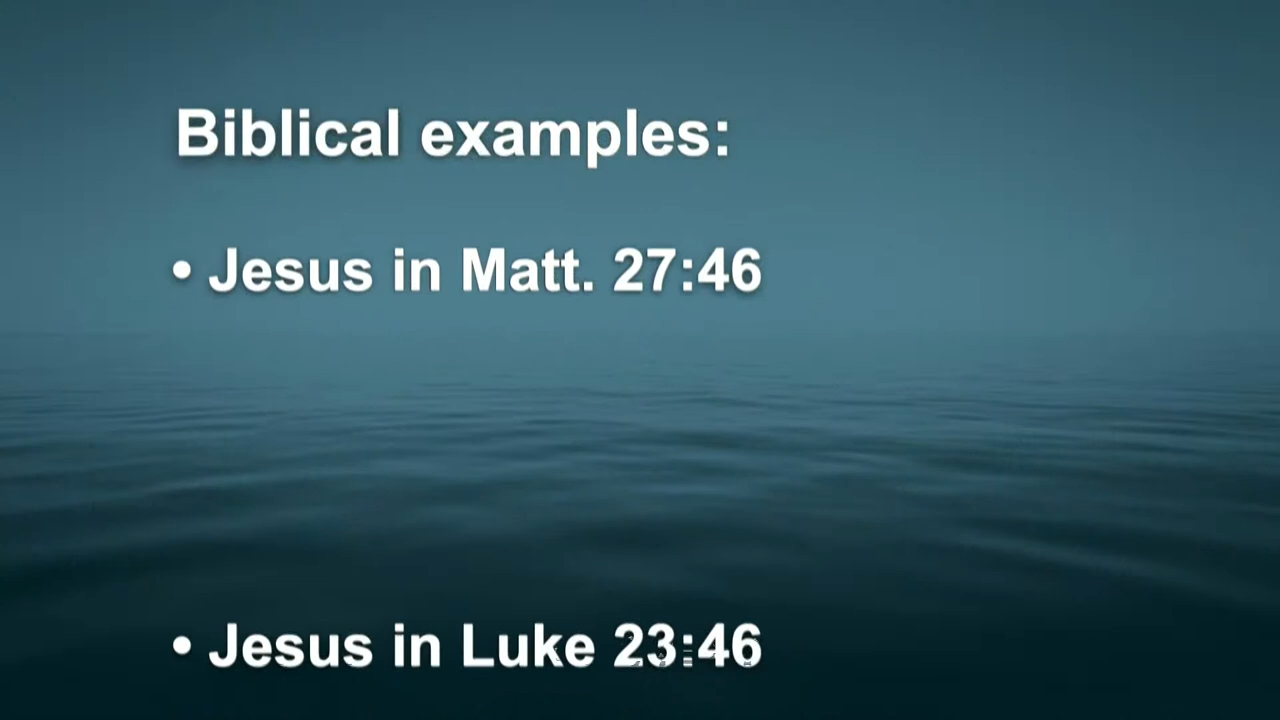 Biblical examples:
• Jesus in Matt. 27:46
• Jesus in Luke 23:46